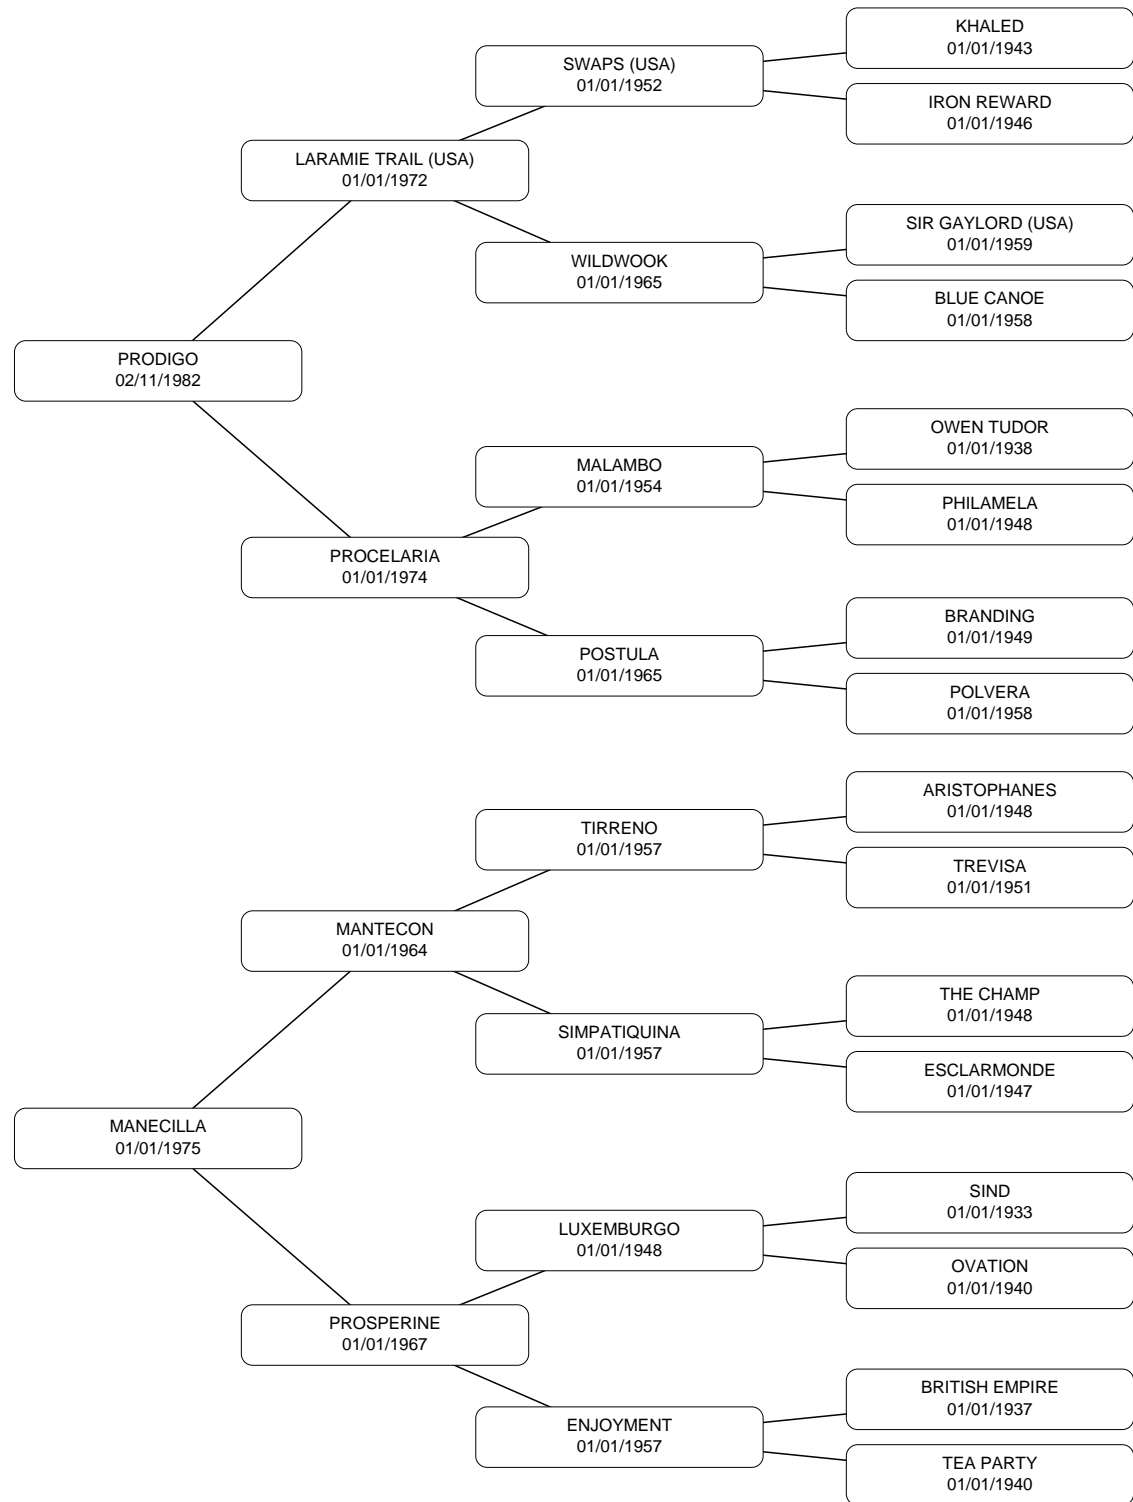 KHALED
01/01/1943
SWAPS (USA)
01/01/1952
IRON REWARD
01/01/1946
LARAMIE TRAIL (USA)
01/01/1972
SIR GAYLORD (USA)
01/01/1959
WILDWOOK
01/01/1965
BLUE CANOE
01/01/1958
PRODIGO
02/11/1982
OWEN TUDOR
01/01/1938
MALAMBO
01/01/1954
PHILAMELA
01/01/1948
PROCELARIA
01/01/1974
BRANDING
01/01/1949
POSTULA
01/01/1965
POLVERA
01/01/1958
ARISTOPHANES
01/01/1948
TIRRENO
01/01/1957
TREVISA
01/01/1951
MANTECON
01/01/1964
THE CHAMP
01/01/1948
SIMPATIQUINA
01/01/1957
ESCLARMONDE
01/01/1947
MANECILLA
01/01/1975
SIND
01/01/1933
LUXEMBURGO
01/01/1948
OVATION
01/01/1940
PROSPERINE
01/01/1967
BRITISH EMPIRE
01/01/1937
ENJOYMENT
01/01/1957
TEA PARTY
01/01/1940